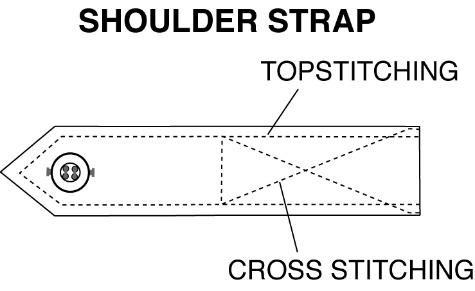 SHOULDER STRAP
TOPSTITCHING
CROSS STITCHING